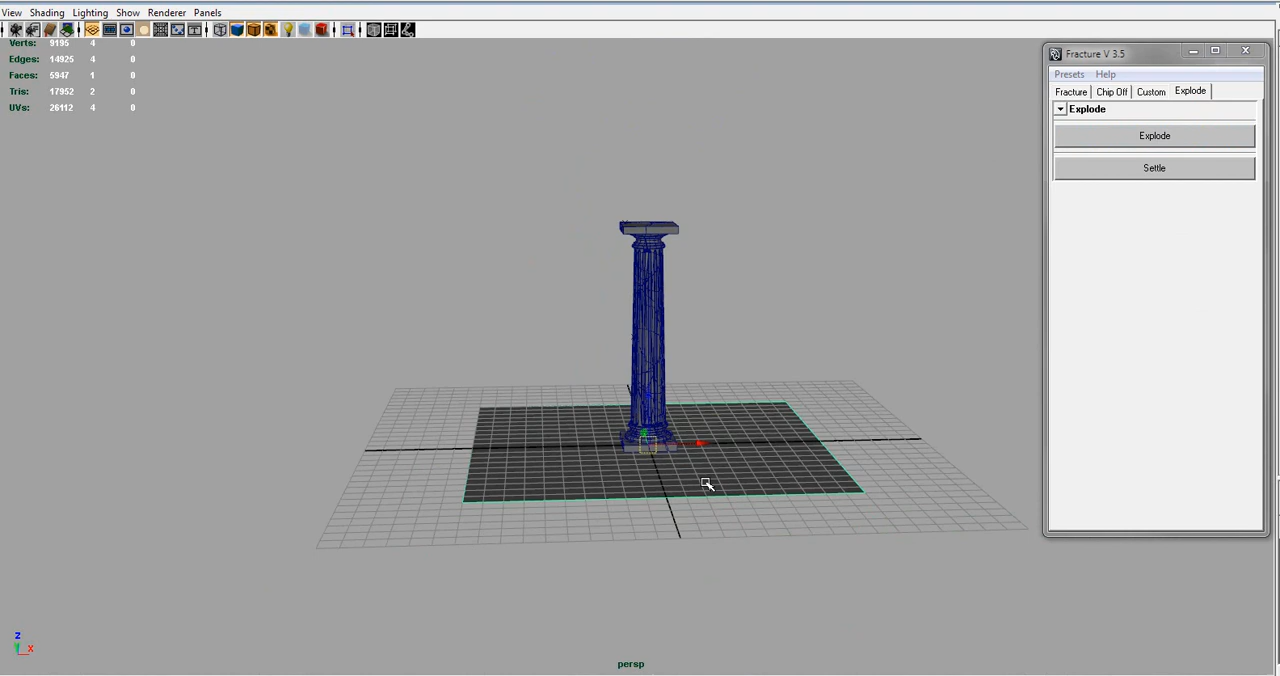 View Shading Lighting Show Renderer Panels
Verts: 9195 4 0
Edges: 14925 4 0
Faces: 5947 1 0
Tris: 17952 2 0
UVs: 26112 4 0
Fracture V 3.5
Presets Help
Fracture Chip Off Custom Explode
Explode
Explode
Settle
z
x
persp